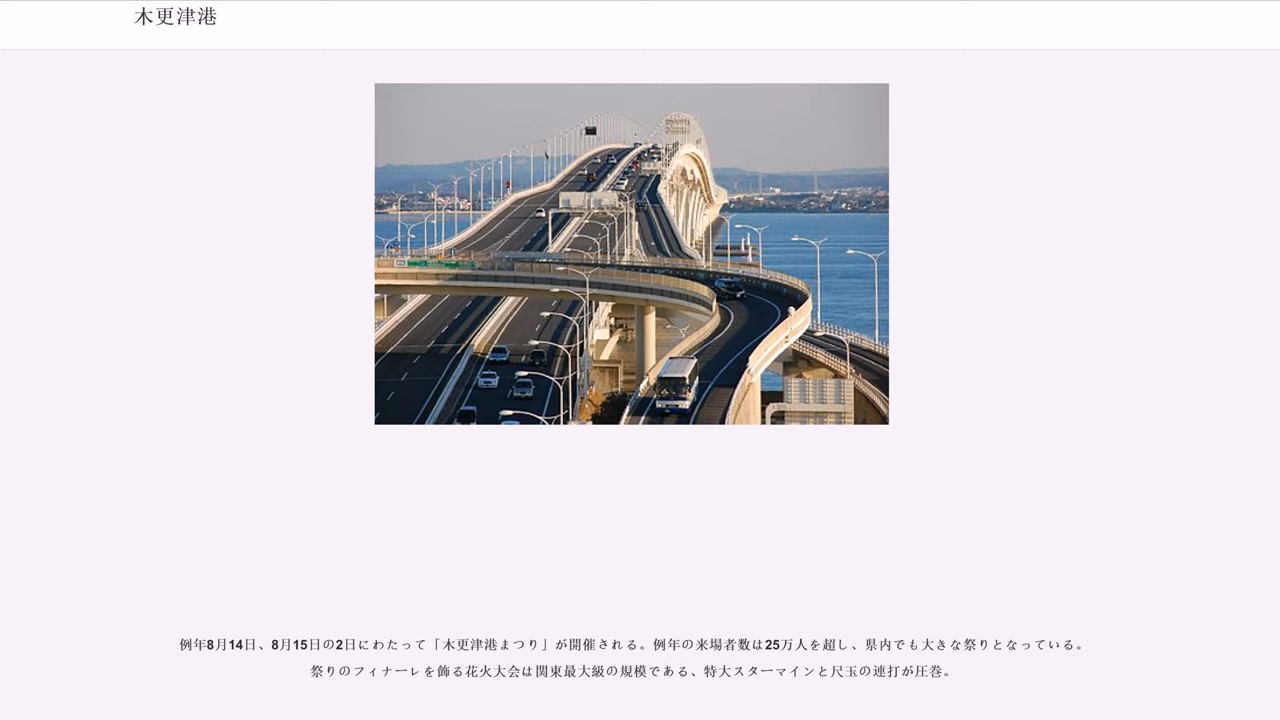 木更津港
例年8月14日、8月15日の2日にわたって「木更津港まつり」が開催される。例年の来場者数は25万人を超し、県内でも大きな祭りとなっている。
祭りのフィナーレを飾る花火大会は関東最大級の規模である、特大スターマインと尺玉の連打が圧巻。